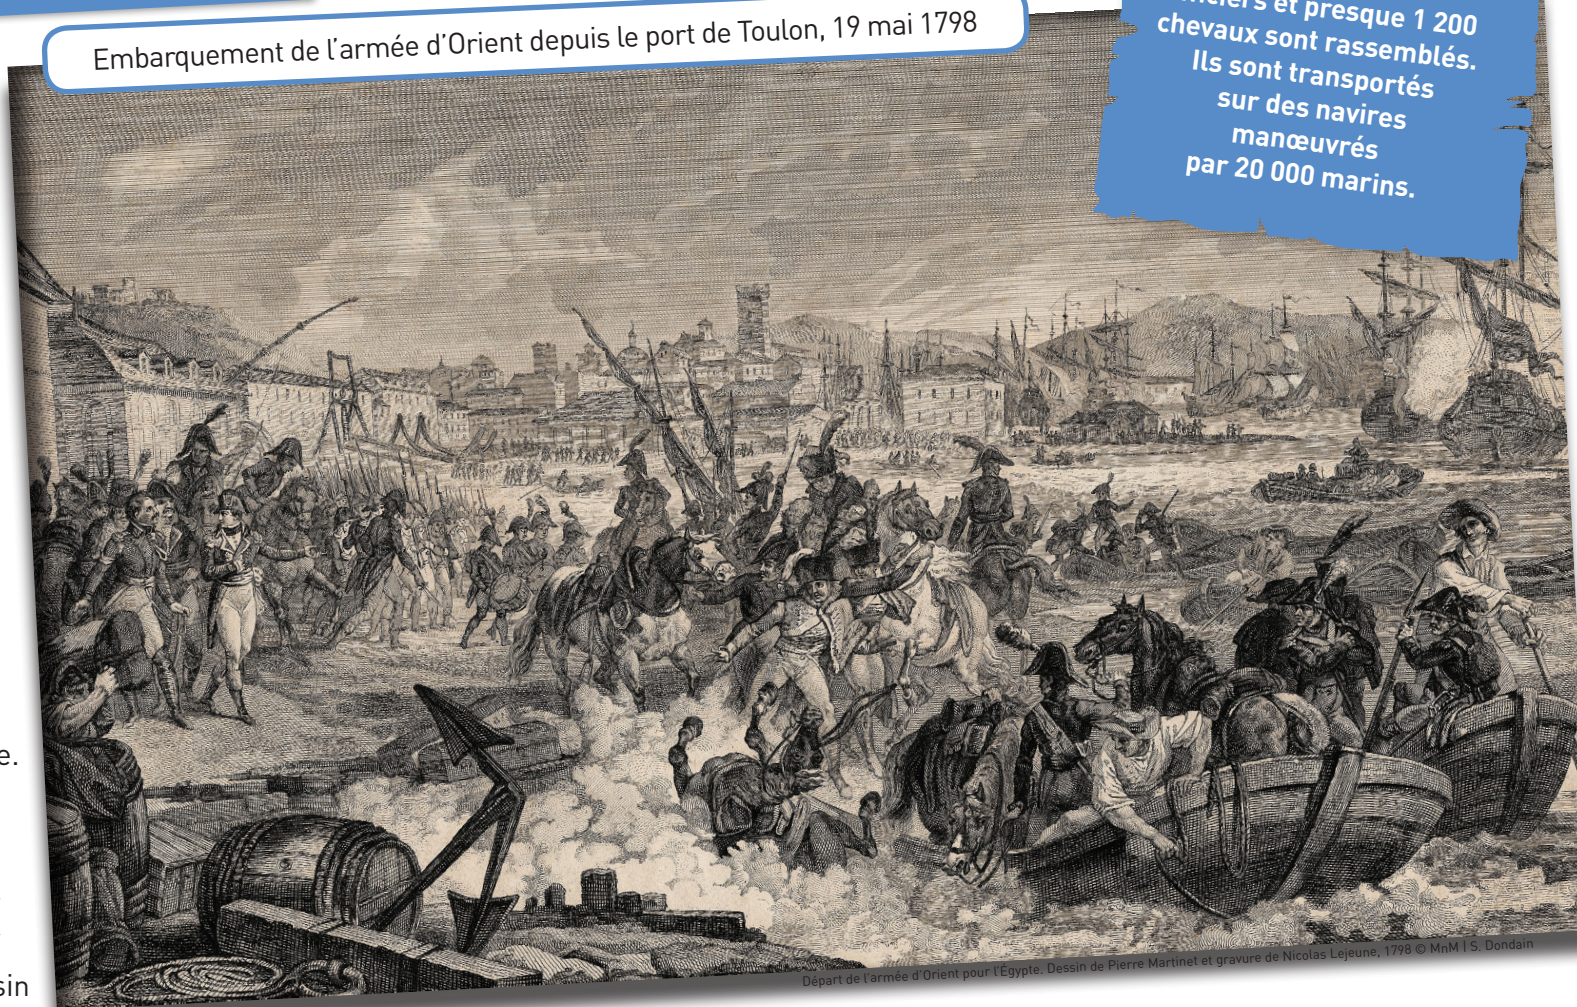 Embarquement de l'armée d'Orient depuis le port de Toulon, 19 mai 1798
et presque 1 200
chevaux sont rassemblés.
Ils sont transportés
sur des navires
manœuvrés
par 20 000 marins.
e.
sin
Départ de l'armée d'Orient pour l'Égypte. Dessin de Pierre Martinet et gravure de Nicolas Lejeune, 1798 © MnM | S. Dondain